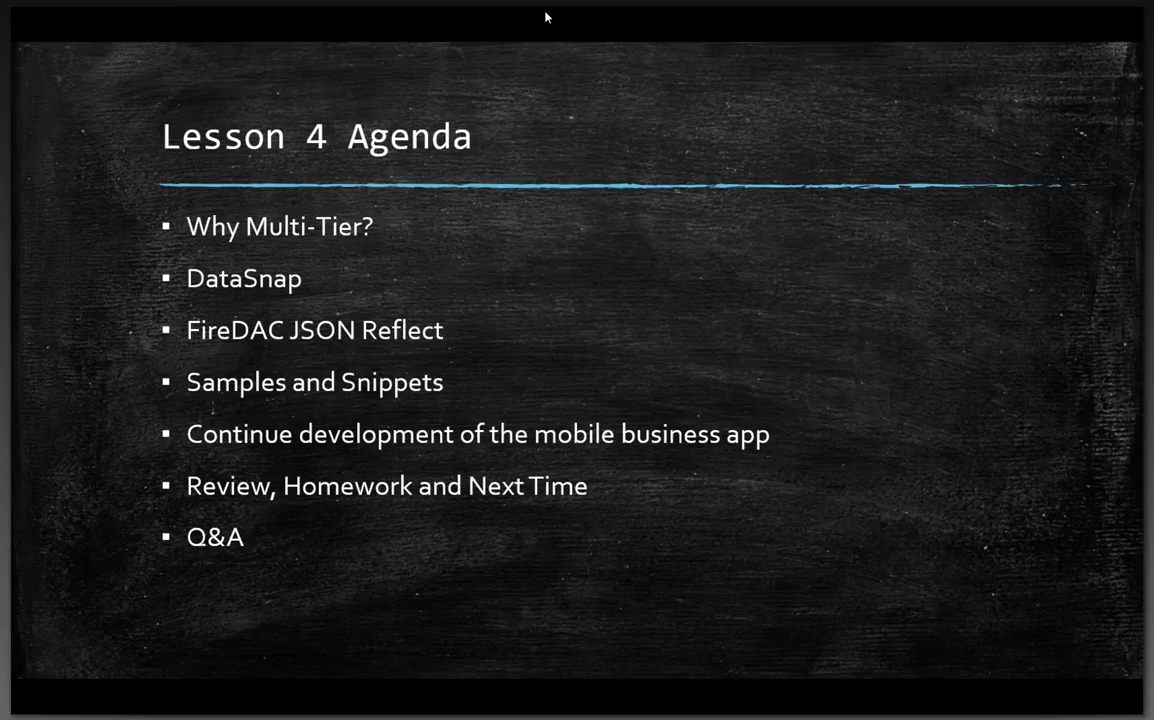 Lesson 4 Agenda
▪ Why Multi-Tier?
▪ DataSnap
▪ FireDAC JSON Reflect
▪ Samples and Snippets
▪ Continue development of the mobile business app
▪ Review, Homework and Next Time
▪ Q&A